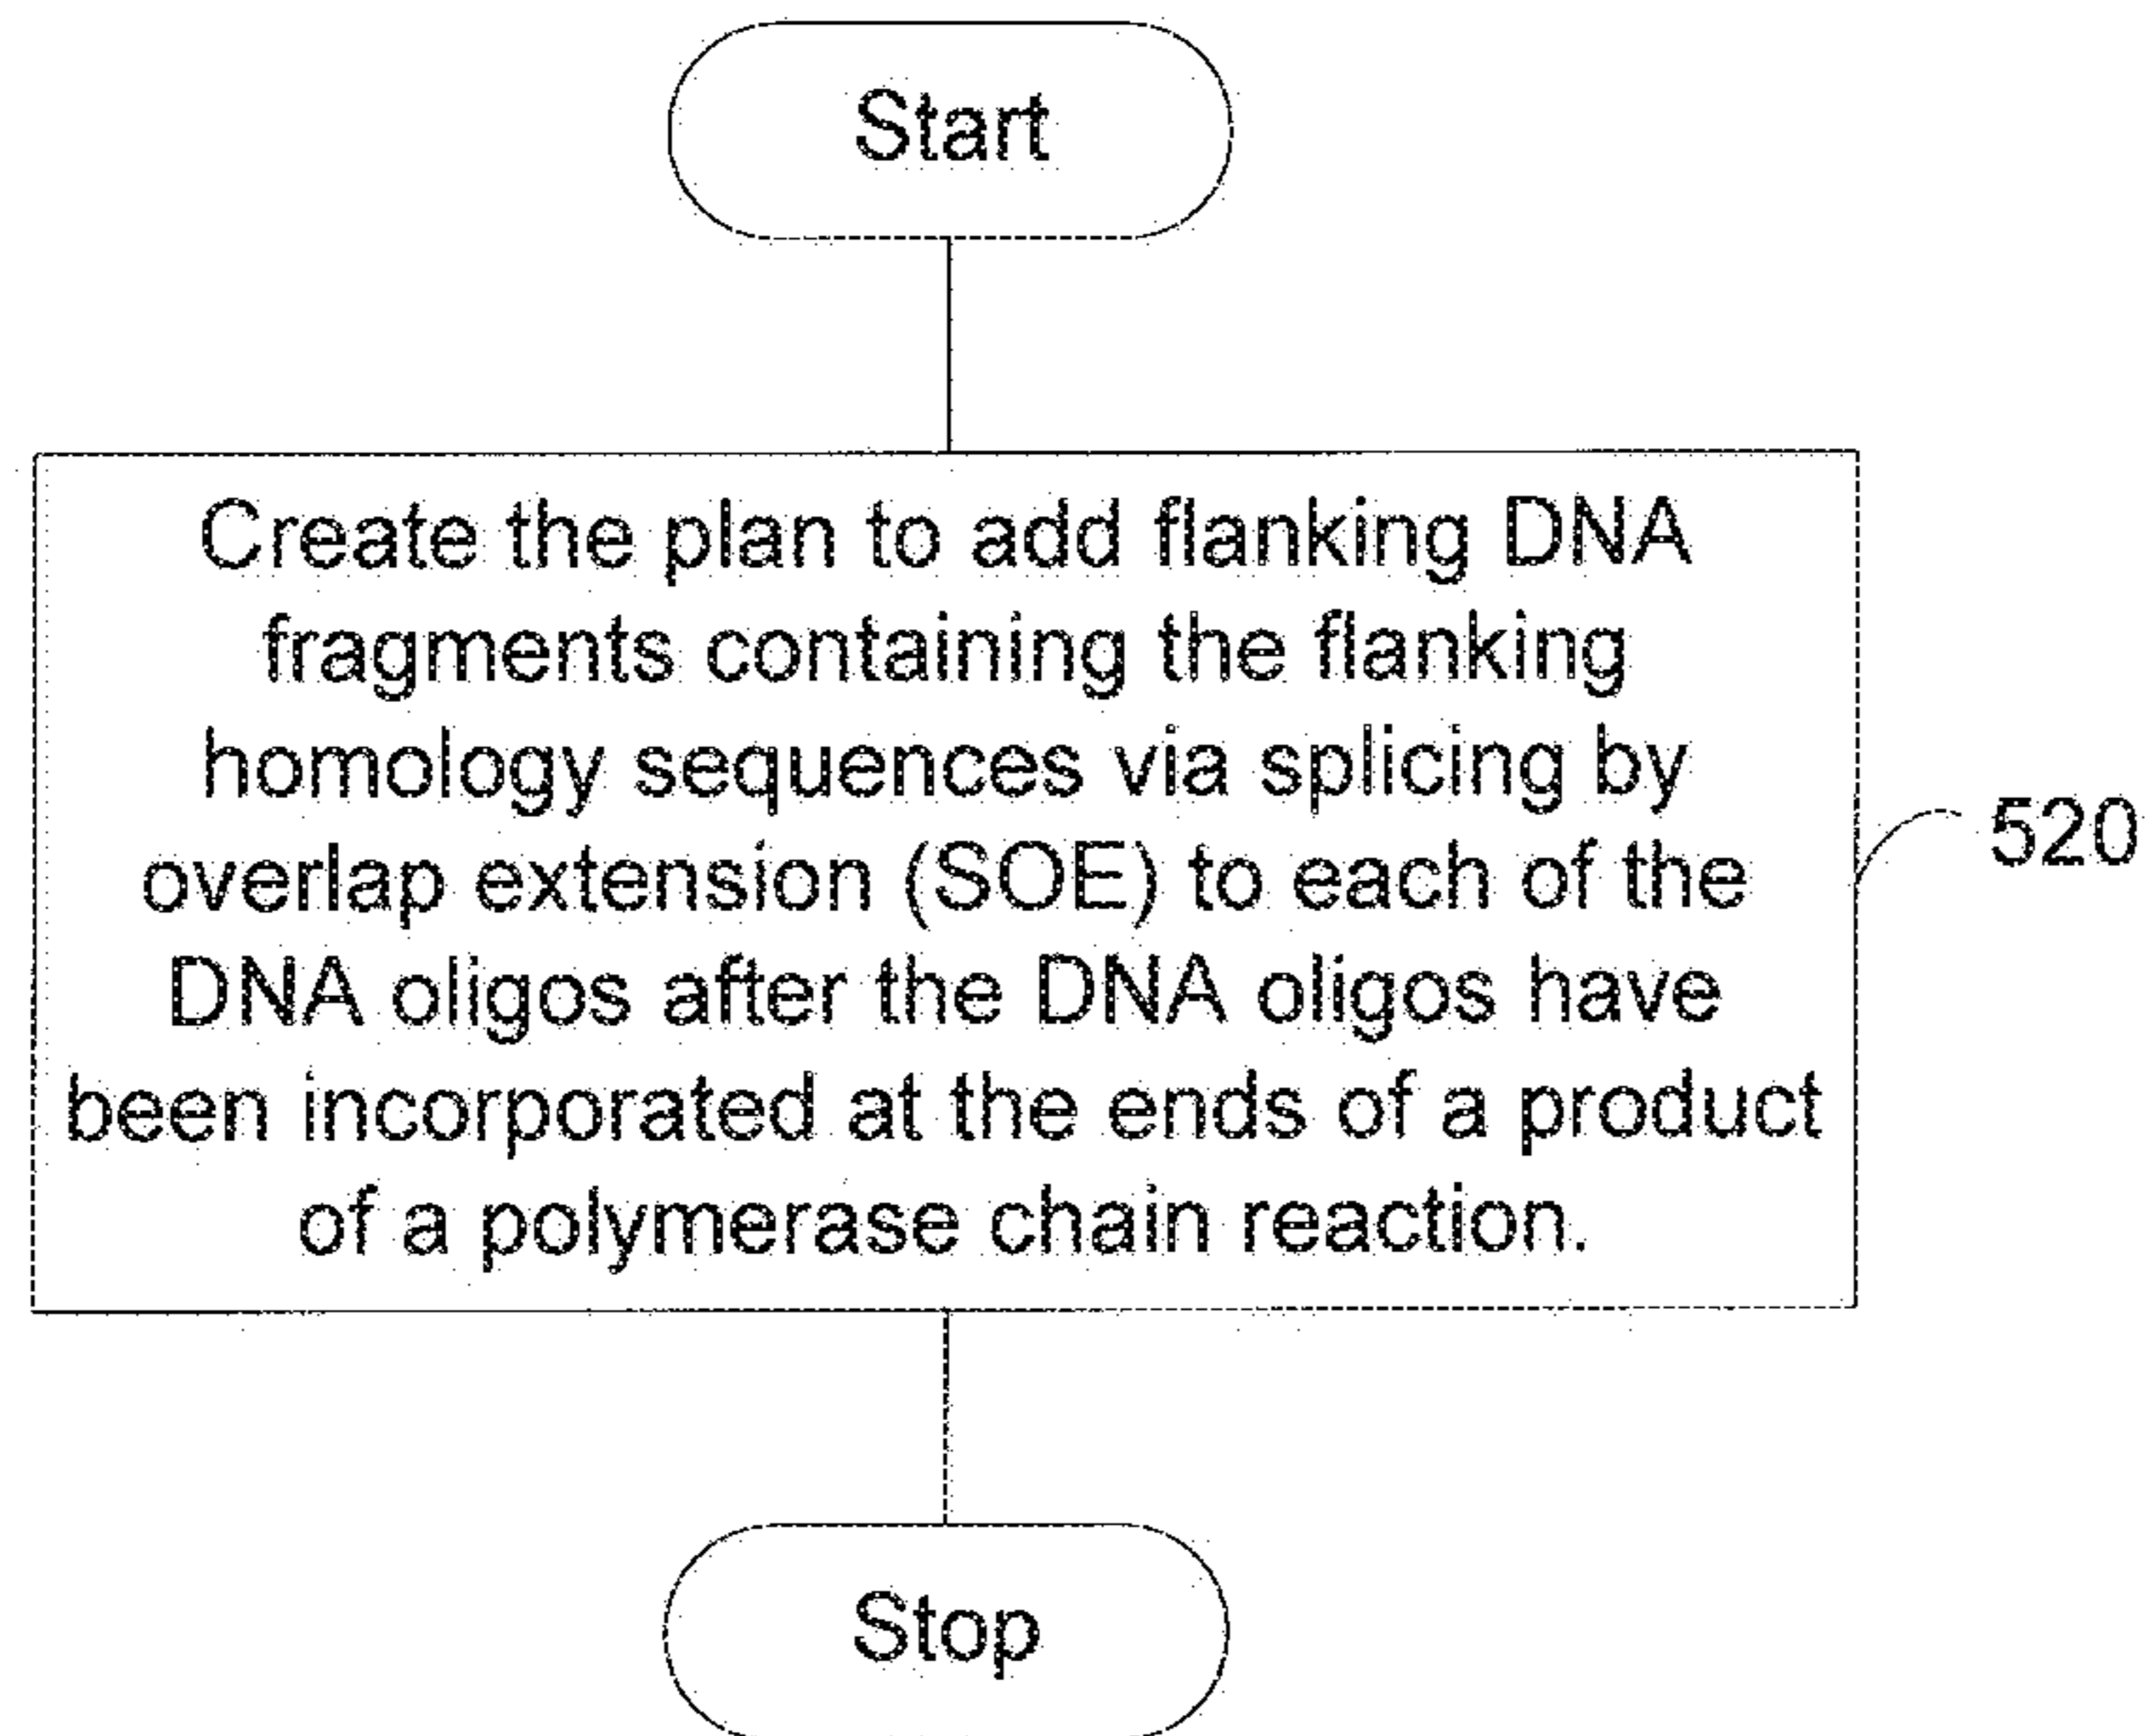 Start
Create the plan to add flanking DNA
fragments containing the flanking
homology sequences via splicing by
overlap extension (SOE) to each of the
DNA oligos after the DNA oligos have
been incorporated at the ends of a product
of a polymerase chain reaction.
520
Stop